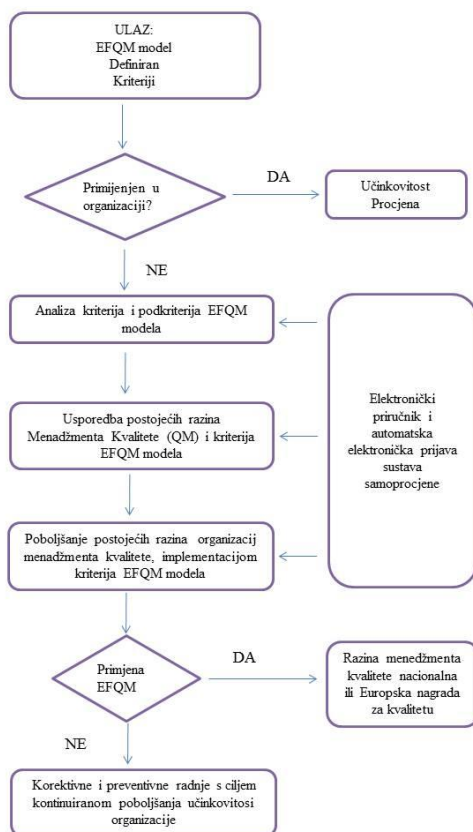 ULAZ:
EFQM model
Definiran
Kriteriji
Primijenjen u
organizaciji?
DA
Učinkovitost
Procjena
NE
Analiza kriterija i podkriterija EFQM
modela
Usporedba postojećih razina
Menadžmenta Kvalitete (QM) i kriterija
EFQM modela
Elektronički
priručnik i
automatska
elektronička prijava
sustava
samoprocjene
Poboljšanje postojećih razina organizacij
menadžmenta kvalitete, implementacijom
kriterija EFQM modela
Primjena
EFQM
DA
Razina menedžmenta
kvalitete nacionalna
ili Europska nagrada
za kvalitetu
NE
Korektivne i preventivne radnje s ciljem
kontinuiranom poboljšanja učinkovitosi
organizacije